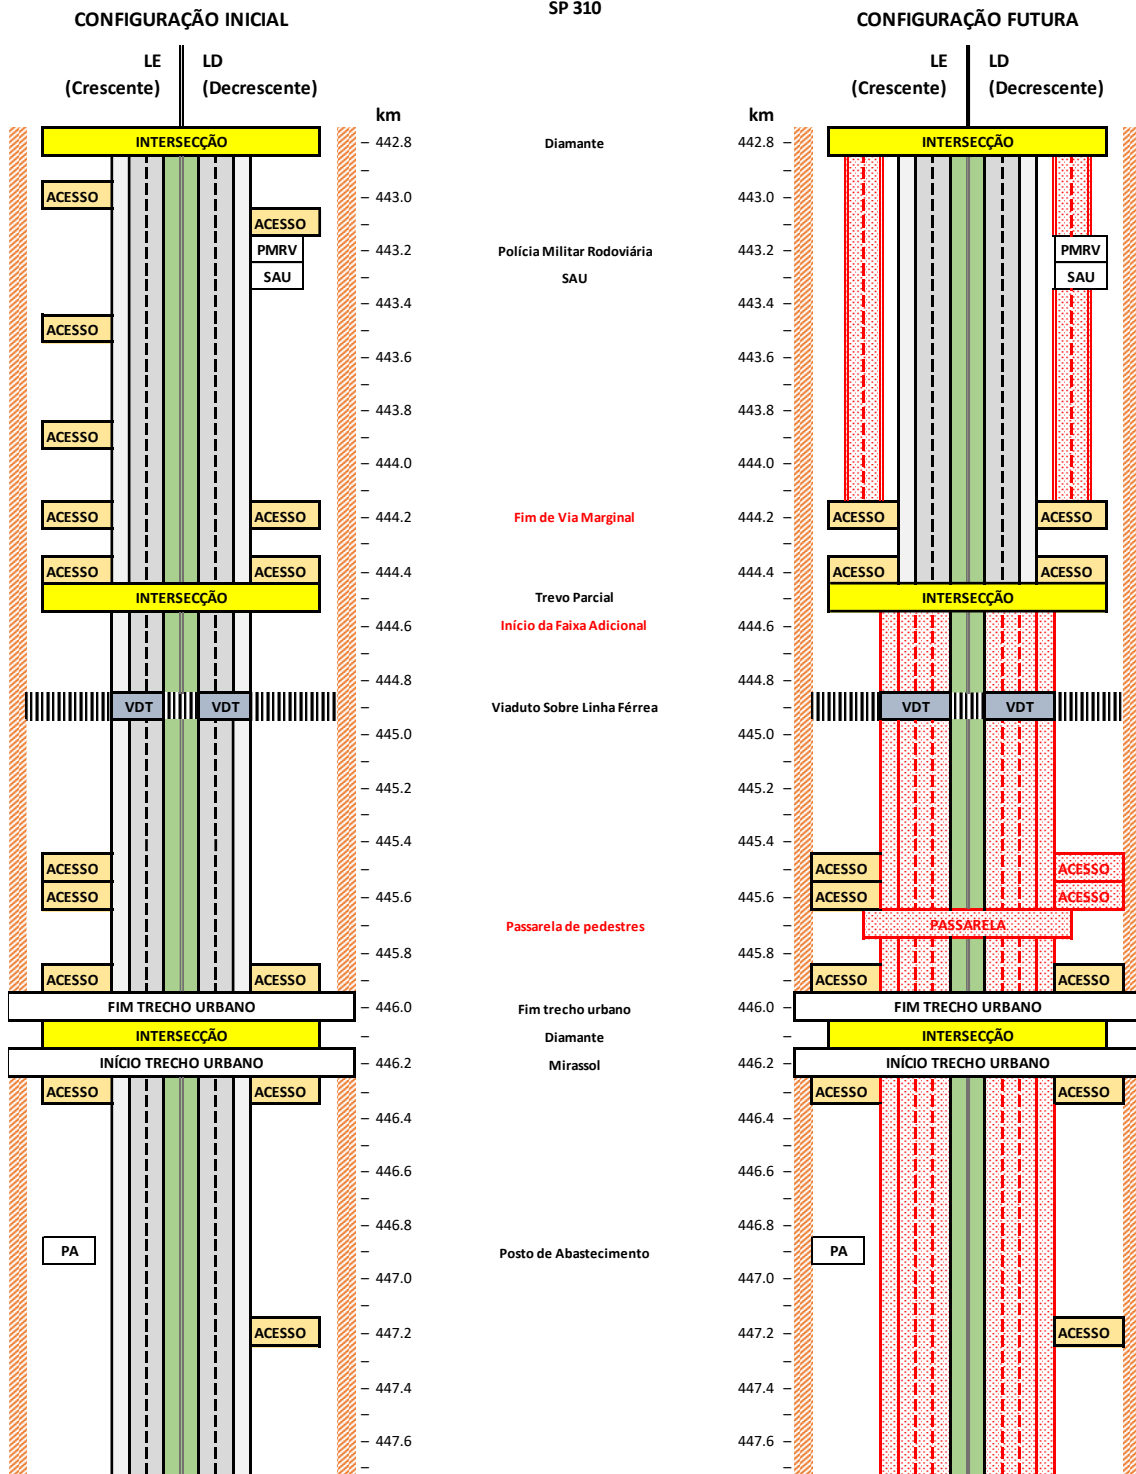 SP 310
CONFIGURAÇÃO INICIAL CONFIGURAÇÃO FUTURA
LE LD LE LD
(Crescente) (Decrescente) (Crescente) (Decrescente)
km km
INTERSECÇÃO 442.8 Diamante 442.8 INTERSECÇÃO
ACESSO 443.0 443.0
ACESSO
PMRV 443.2 Polícia Militar Rodoviária 443.2 PMRV
SAU SAU SAU
443.4 443.4
ACESSO
443.6 443.6
443.8 443.8
ACESSO
444.0 444.0
ACESSO ACESSO 444.2 Fim de Via Marginal 444.2 ACESSO ACESSO
ACESSO ACESSO 444.4 444.4 ACESSO ACESSO
INTERSECÇÃO Trevo Parcial INTERSECÇÃO
444.6 Início da Faixa Adicional 444.6
444.8 444.8
VDT VDT Viaduto Sobre Linha Férrea VDT VDT
445.0 445.0
445.2 445.2
445.4 445.4
ACESSO ACESSO ACESSO
ACESSO 445.6 445.6 ACESSO ACESSO
Passarela de pedestres PASSARELA
445.8 445.8
ACESSO ACESSO ACESSO ACESSO
FIM TRECHO URBANO 446.0 Fim trecho urbano 446.0 FIM TRECHO URBANO
INTERSECÇÃO Diamante INTERSECÇÃO
INÍCIO TRECHO URBANO 446.2 Mirassol 446.2 INÍCIO TRECHO URBANO
ACESSO ACESSO ACESSO ACESSO
446.4 446.4
446.6 446.6
446.8 446.8
PA Posto de Abastecimento PA
447.0 447.0
ACESSO 447.2 447.2 ACESSO
447.4 447.4
447.6 447.6